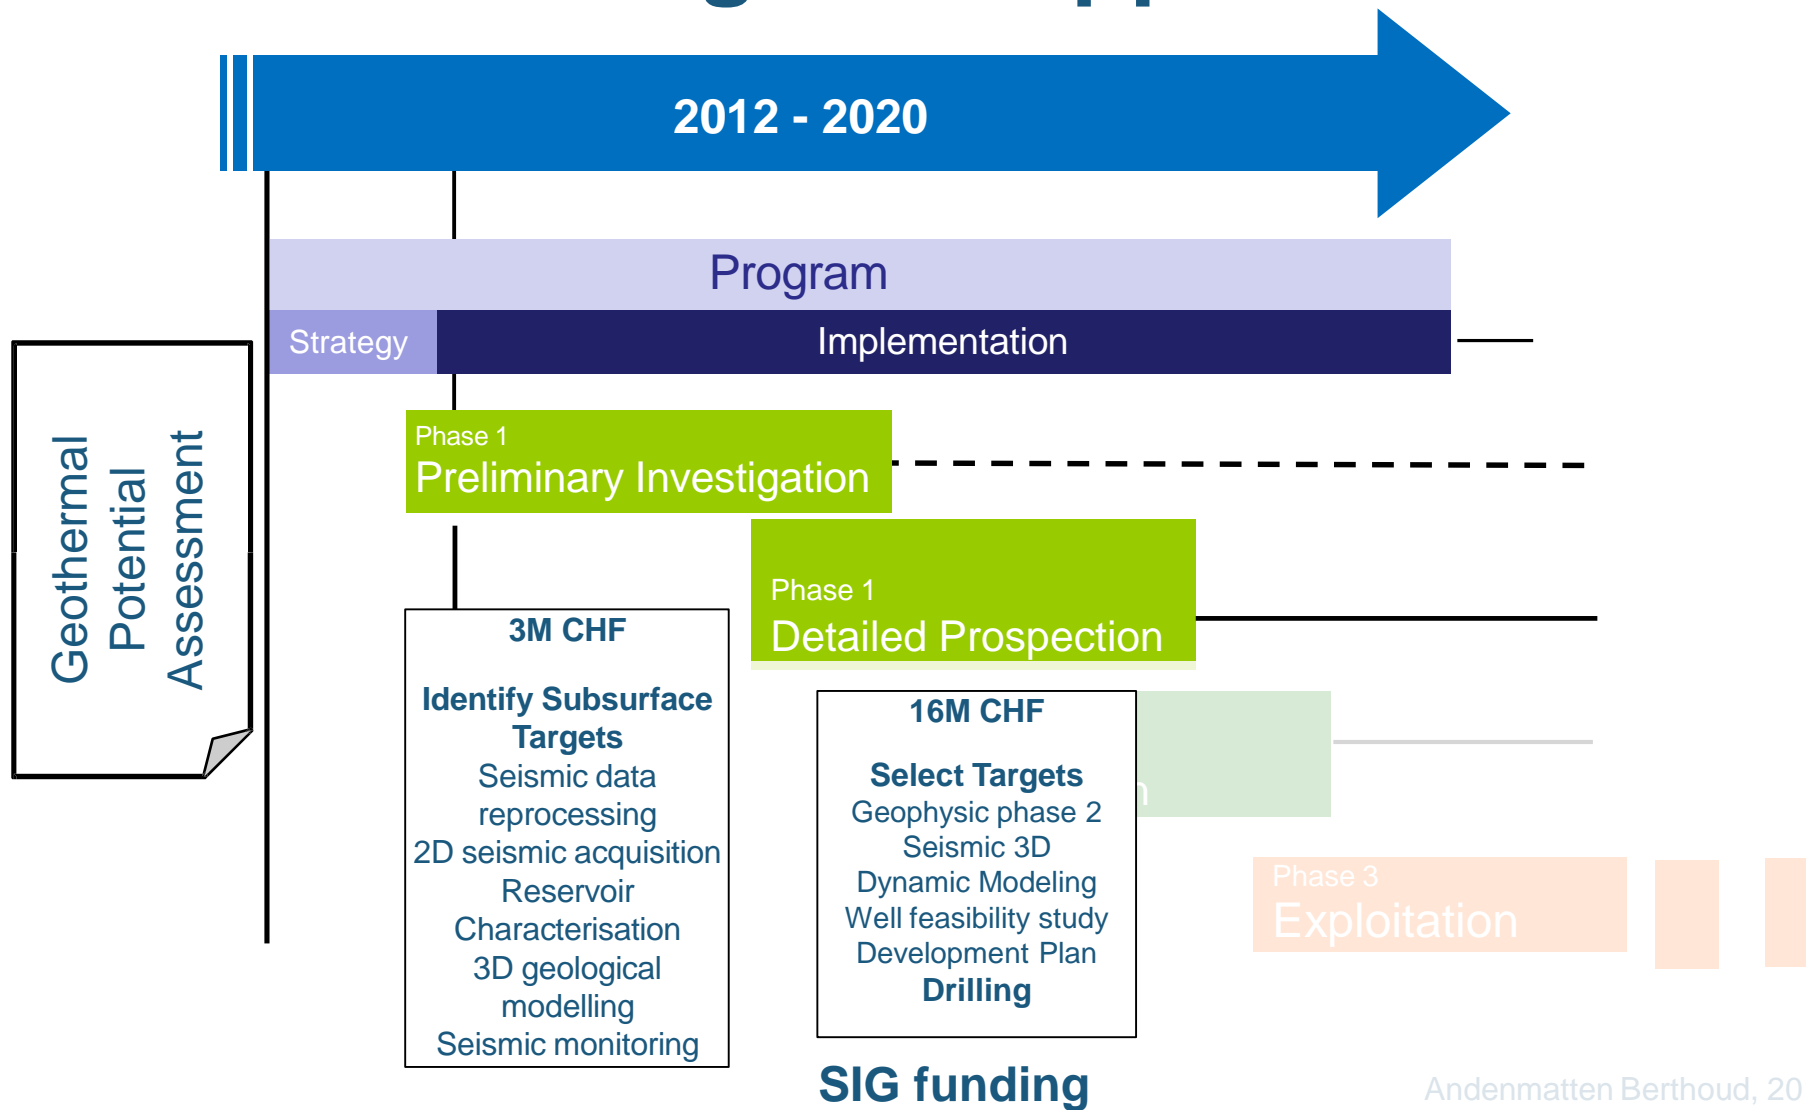 2012 - 2020
Program
Strategy
Implementation
Geothermal
Potential
Assessment
Phase 1
Preliminary Investigation
Phase 1
Detailed Prospection
3M CHF
Identify Subsurface
Targets
Seismic data
reprocessing
2D seismic acquisition
Reservoir
Characterisation
3D geological
modelling
Seismic monitoring
16M CHF
Select Targets
Geophysic phase 2
Seismic 3D
Dynamic Modeling
Well feasibility study
Development Plan
Drilling
Phase 3
Exploitation
SIG funding
Andenmatten Berthoud, 20